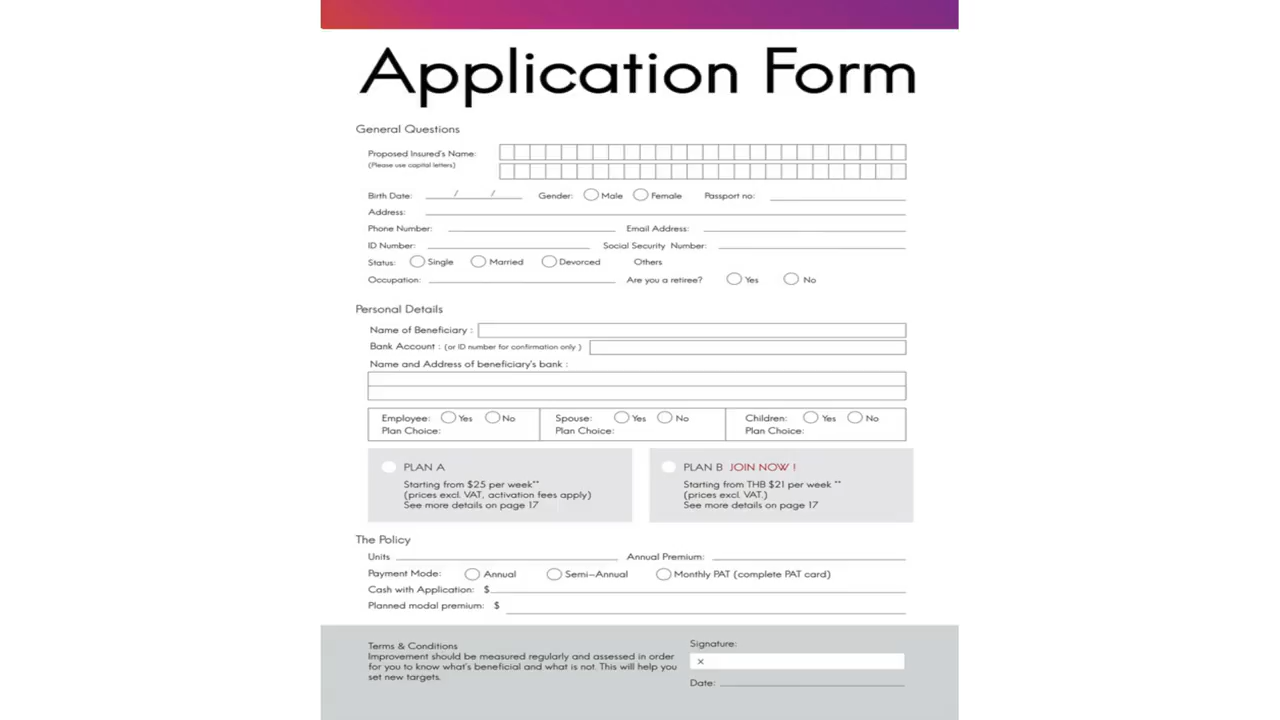 Application Form
General Questions
Proposed Insured's Name:
(Please use capital letters)
Birth Date: / / Gender: Male Female Passport no:
Address:
Phone Number: Email Address:
ID Number: Social Security Number:
Status: Single Married Devorced Others
Occupation: Are you a retiree? Yes No
Personal Details
Name of Beneficiary :
Bank Account : (or ID number for confirmation only )
Name and Address of beneficiary's bank :
Employee: Yes No Spouse: Yes No Children: Yes No
Plan Choice: Plan Choice: Plan Choice:
PLAN A
Starting from $25 per week**
(prices excl. VAT, activation fees apply)
See more details on page 17
PLAN B JOIN NOW !
Starting from THB $21 per week **
(prices excl. VAT.)
See more details on page 17
The Policy
Units Annual Premium:
Payment Mode: Annual Semi-Annual Monthly PAT (complete PAT card)
Cash with Application: $
Planned modal premium: $
Terms & Conditions
Improvement should be measured regularly and assessed in order
for you to know what's beneficial and what is not. This will help you
set new targets.
Signature:
x
Date: